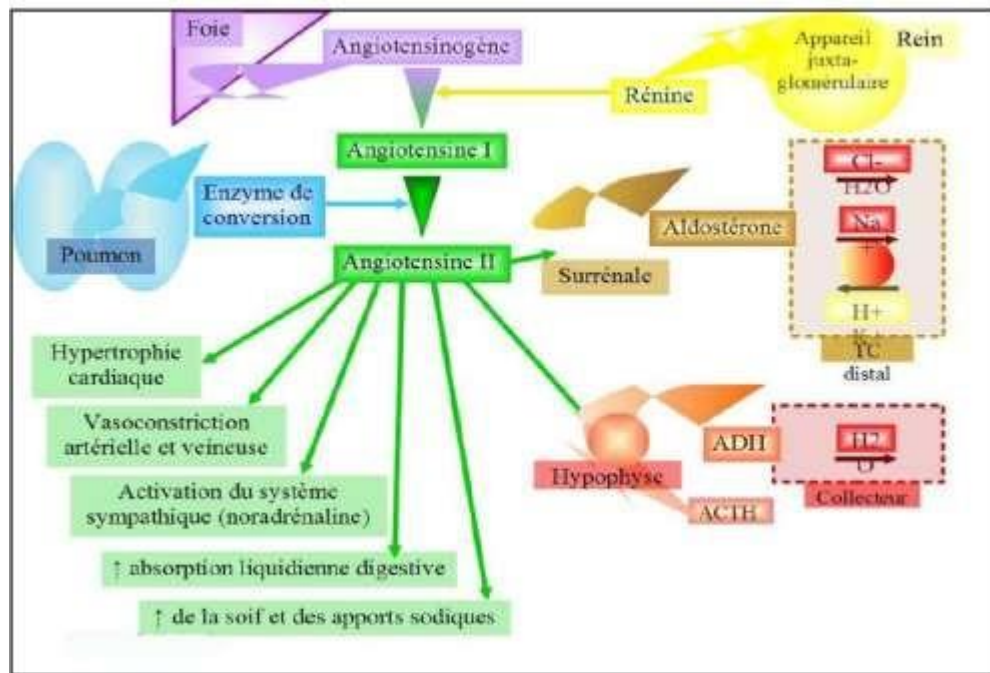 Foie
Angiotensinogène
Appareil
juxta-
glomérulaire
Rein
Rénine
Angiotensine I
Enzyme de
conversion
Poumon
Angiotensine II
Surrénale
Aldostérone
Cl-
H2O
Na
+
H+
K+
TC
distal
Hypertrophie
cardiaque
Vasoconstriction
artérielle et veineuse
Activation du système
sympathique (noradrénaline)
↑ absorption liquidienne digestive
↑ de la soif et des apports sodiques
Hypophyse
ADH
ACTH
H2
O
Collecteur